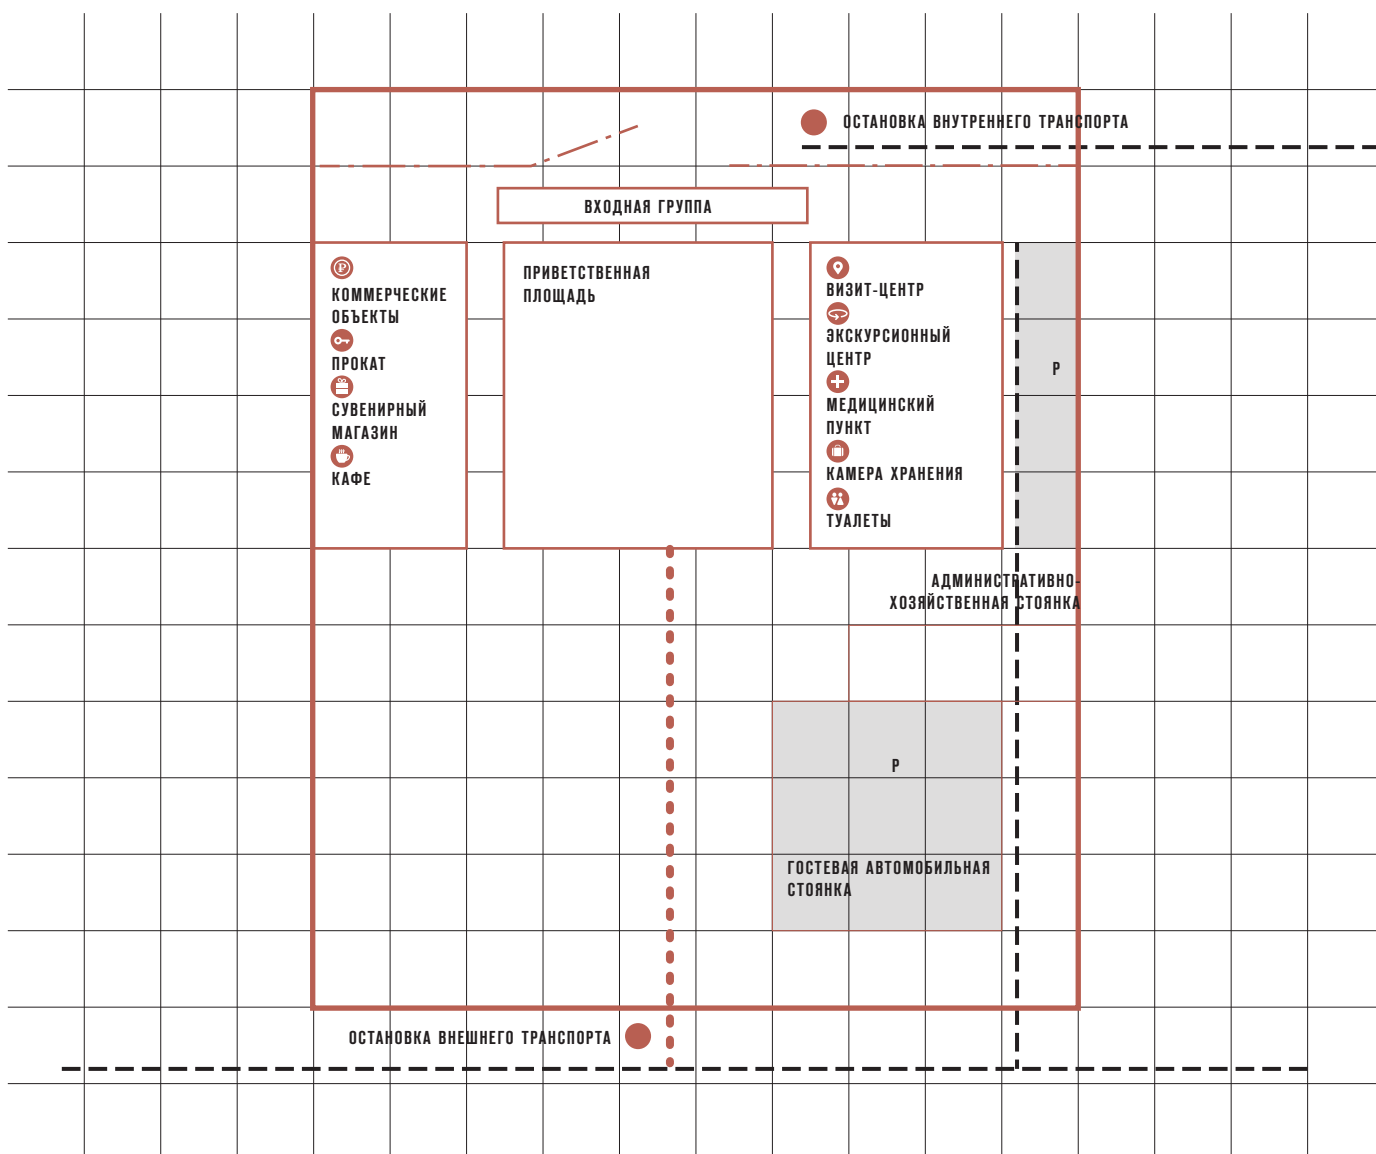 ОСТАНОВКА ВНУТРЕННЕГО ТРАНСПОРТА
ВХОДНАЯ ГРУППА
КОММЕРЧЕСКИЕ
ОБЪЕКТЫ
ПРОКАТ
СУВЕНИРНЫЙ
МАГАЗИН
КАФЕ
ПРИВЕТСТВЕННАЯ
ПЛОЩАДЬ
ВИЗИТ-ЦЕНТР
ЭКСКУРСИОННЫЙ
ЦЕНТР
МЕДИЦИНСКИЙ
ПУНКТ
КАМЕРА ХРАНЕНИЯ
ТУАЛЕТЫ
Р
АДМИНИСТРАТИВНО-
ХОЗЯЙСТВЕННАЯ СТОЯНКА
Р
ГОСТЕВАЯ АВТОМОБИЛЬНАЯ
СТОЯНКА
ОСТАНОВКА ВНЕШНЕГО ТРАНСПОРТА